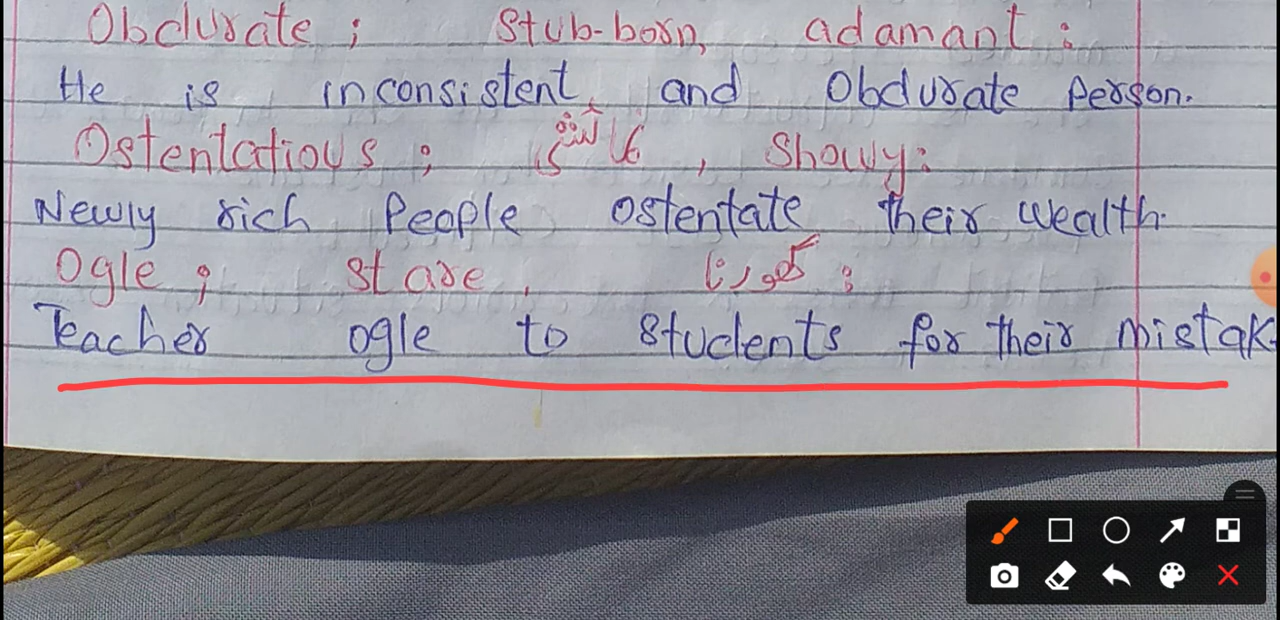 Obdurate ; Stub-born, adamant :
He is inconsistent and Obdurate Person.
Ostentatious ; نمائشی , Showy:
Newly rich People ostentate their wealth.
Ogle ; stare , گھورنا :
Teacher ogle to students for their mistak